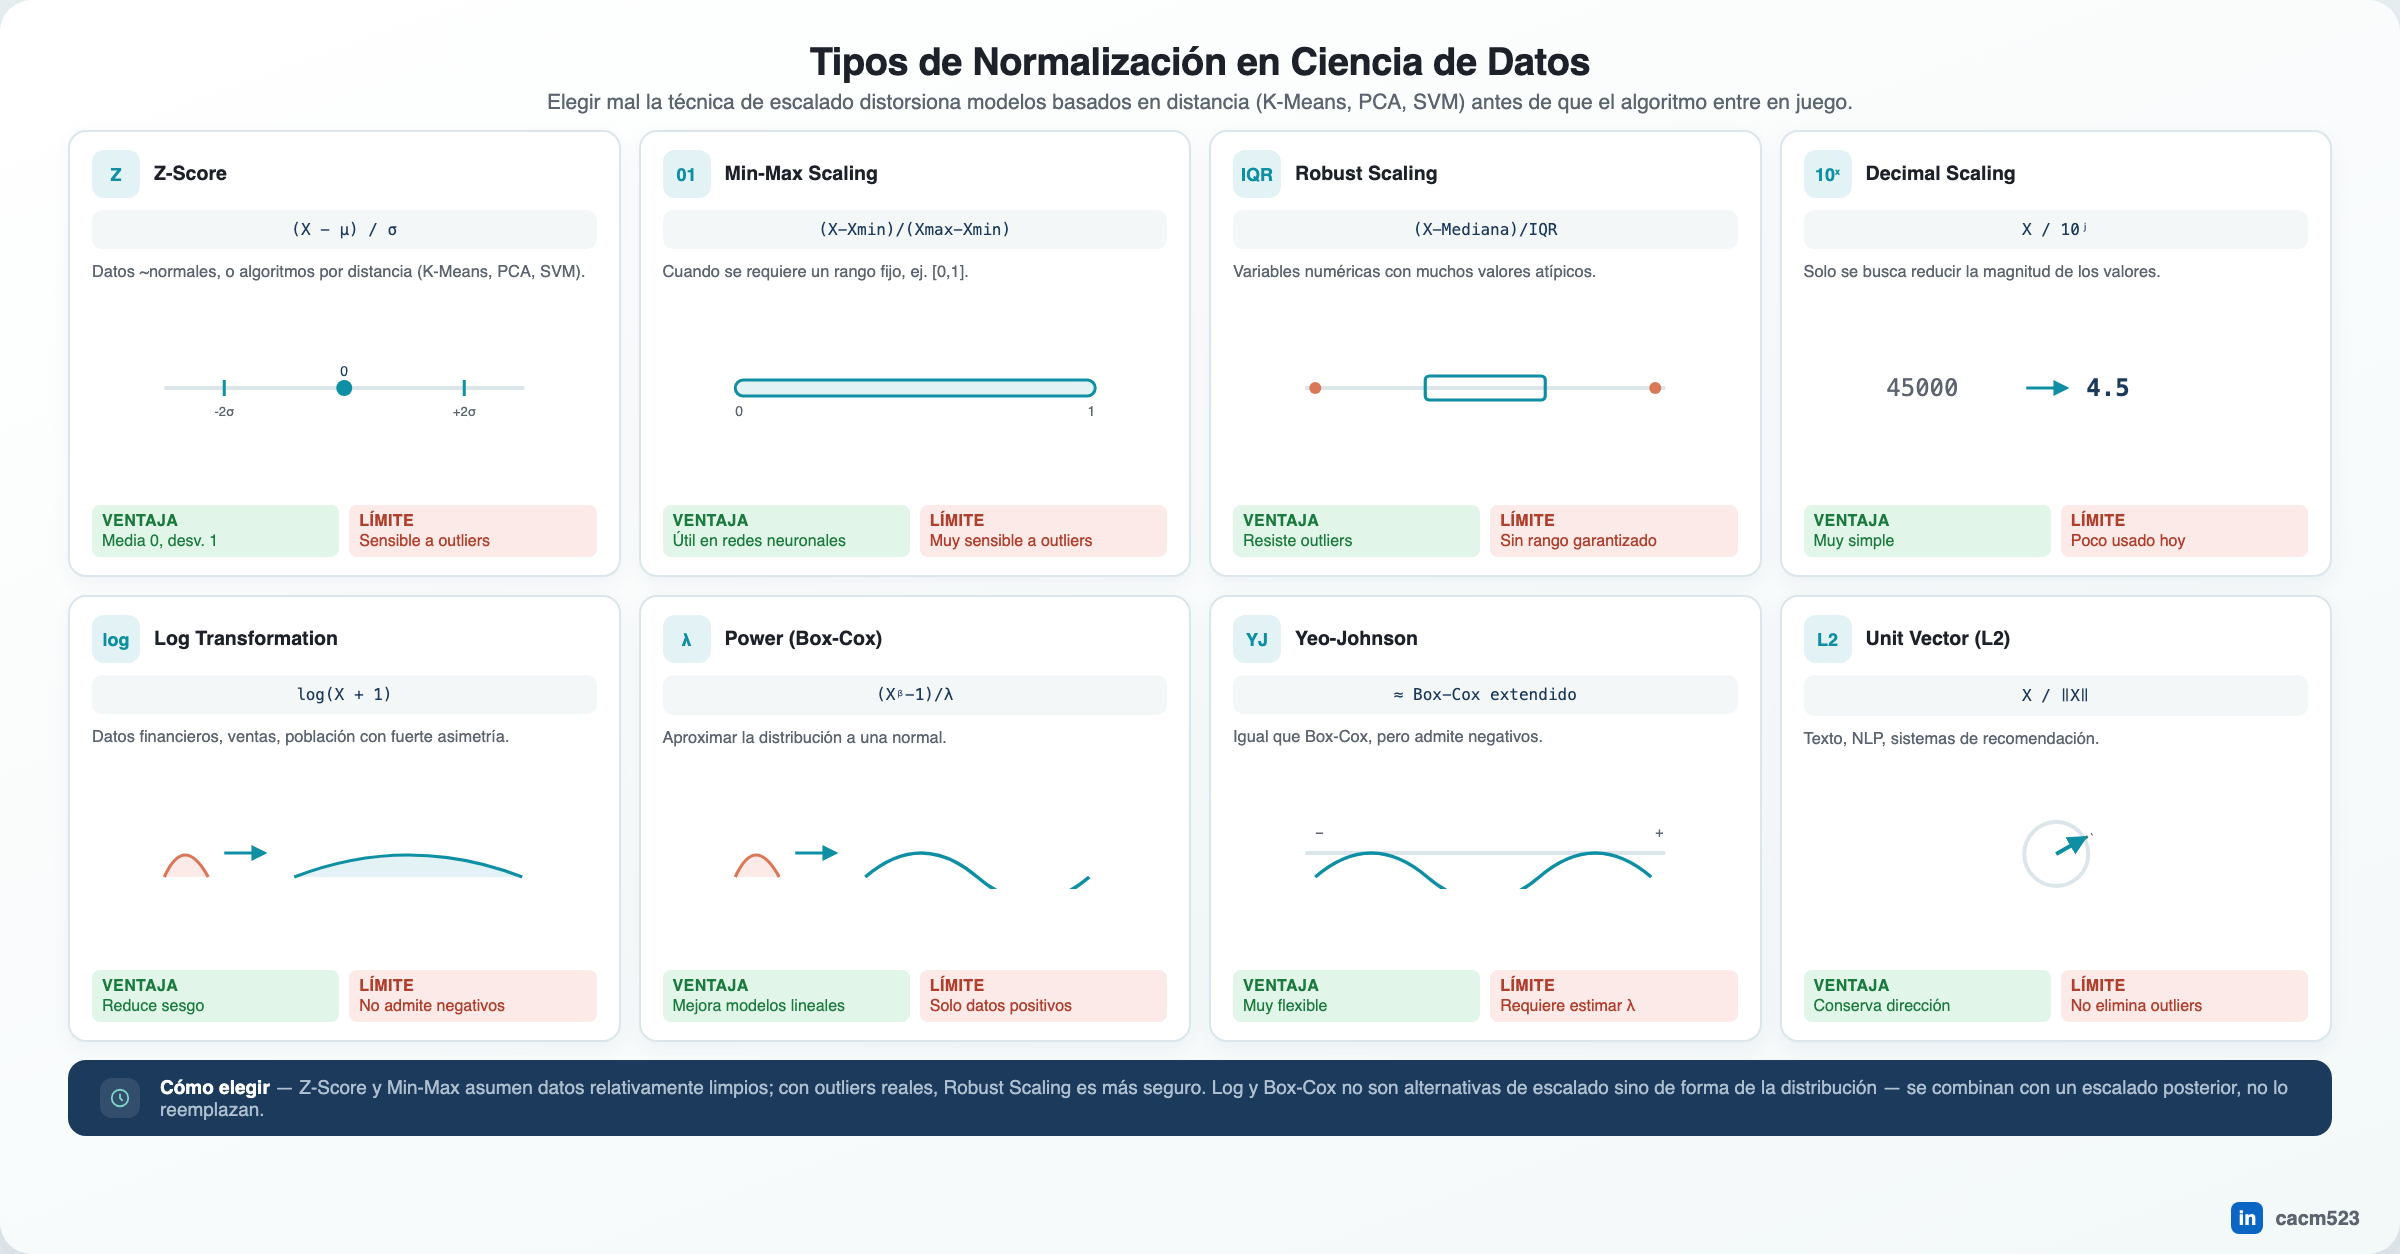 Tipos de Normalización en Ciencia de Datos
Elegir mal la técnica de escalado distorsiona modelos basados en distancia (K-Means, PCA, SVM) antes de que el algoritmo entre en juego.
Z
Z-Score
(X − μ) / σ
Datos ~normales, o algoritmos por distancia (K-Means, PCA, SVM).
0
-2σ
+2σ
VENTAJA
Media 0, desv. 1
LÍMITE
Sensible a outliers
01
Min-Max Scaling
(X−Xmin)/(Xmax−Xmin)
Cuando se requiere un rango fijo, ej. [0,1].
0
1
VENTAJA
Útil en redes neuronales
LÍMITE
Muy sensible a outliers
IQR
Robust Scaling
(X−Mediana)/IQR
Variables numéricas con muchos valores atípicos.
VENTAJA
Resiste outliers
LÍMITE
Sin rango garantizado
10ˣ
Decimal Scaling
X / 10ʲ
Solo se busca reducir la magnitud de los valores.
45000
4.5
VENTAJA
Muy simple
LÍMITE
Poco usado hoy
log
Log Transformation
log(X + 1)
Datos financieros, ventas, población con fuerte asimetría.
VENTAJA
Reduce sesgo
LÍMITE
No admite negativos
λ
Power (Box-Cox)
(Xᵝ−1)/λ
Aproximar la distribución a una normal.
VENTAJA
Mejora modelos lineales
LÍMITE
Solo datos positivos
YJ
Yeo-Johnson
≈ Box-Cox extendido
Igual que Box-Cox, pero admite negativos.
−
+
VENTAJA
Muy flexible
LÍMITE
Requiere estimar λ
L2
Unit Vector (L2)
X / ‖X‖
Texto, NLP, sistemas de recomendación.
VENTAJA
Conserva dirección
LÍMITE
No elimina outliers
Cómo elegir — Z-Score y Min-Max asumen datos relativamente limpios; con outliers reales, Robust Scaling es más seguro. Log y Box-Cox no son alternativas de escalado sino de forma de la distribución — se combinan con un escalado posterior, no lo
reemplazan.
in
cacm523